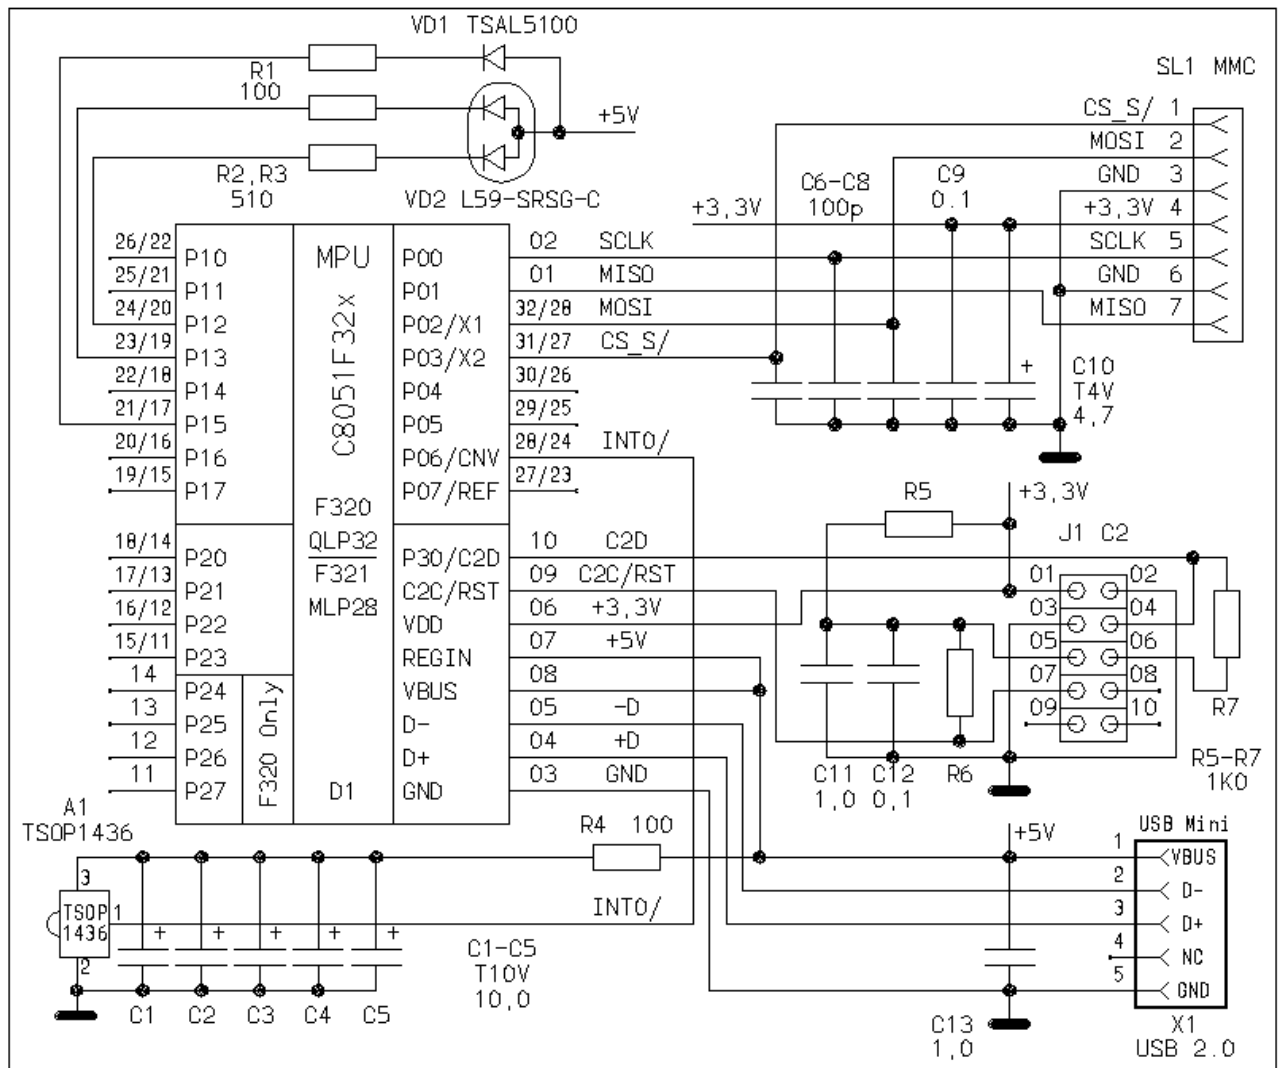 VD1 TSAL5100
R1
100
+5V
R2,R3
510
VD2 L59-SRSG-C
SL1 MMC
CS_S/ 1
MOSI 2
GND 3
+3,3V 4
SCLK 5
GND 6
MISO 7
C6-C8
100p
C9
0.1
+3,3V
+
C10
T4V
4,7
MPU
C8051F32x
F320
QLP32
F321
MLP28
D1
F320 Only
26/22 P10
25/21 P11
24/20 P12
23/19 P13
22/18 P14
21/17 P15
20/16 P16
19/15 P17
18/14 P20
17/13 P21
16/12 P22
15/11 P23
14 P24
13 P25
12 P26
11 P27
P00 02 SCLK
P01 01 MISO
P02/X1 32/28 MOSI
P03/X2 31/27 CS_S/
P04 30/26
P05 29/25
P06/CNV 28/24 INT0/
P07/REF 27/23
P30/C2D 10 C2D
C2C/RST 09 C2C/RST
VDD 06 +3,3V
REGIN 07 +5V
VBUS 08
D- 05 -D
D+ 04 +D
GND 03 GND
R5
+3,3V
J1 C2
01 02
03 04
05 06
07 08
09 10
R7
R5-R7
1K0
C11
1,0
C12
0,1
R6
A1
TSOP1436
3
TSOP
1436
1
2
R4 100
INT0/
+ + + + +
C1 C2 C3 C4 C5
C1-C5
T10V
10,0
+5V
C13
1,0
USB Mini
1 VBUS
2 D-
3 D+
4 NC
5 GND
X1
USB 2.0